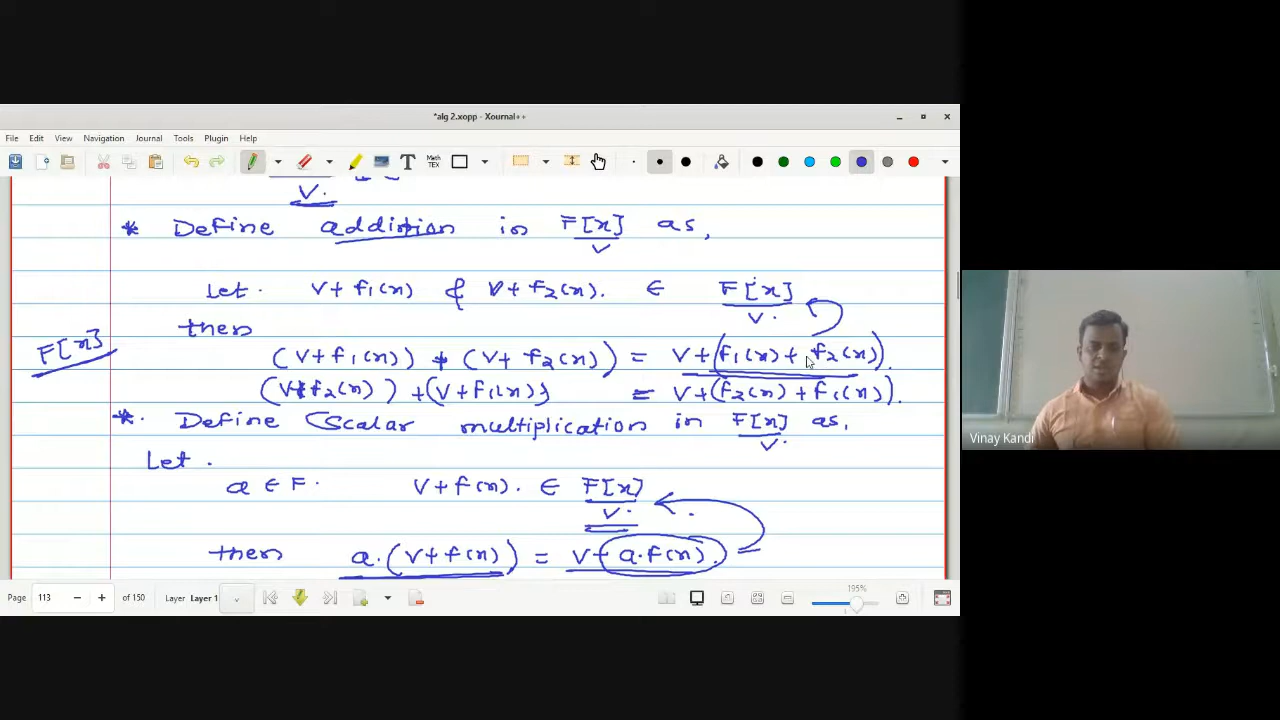 *alg 2.xopp - Xournal++
File Edit View Navigation Journal Tools Plugin Help
V.
* Define addition in F[x] as,
V
Let. V+f1(x) & V+f2(x). ∈ F[x]
V.
then
F[x]
(V+f1(x)) + (V+ f2(x)) = V+(f1(x)+ f2(x)).
(V+f2(x)) +(V+f1(x)) = V+(f2(x)+f1(x)).
*. Define Scalar multiplication in F[x] as,
V.
Let .
a ∈ F. V+f(x). ∈ F[x]
V.
then a.(V+f(x)) = V+(a.f(x)).
Vinay Kandi
Page 113 of 150 Layer Layer 1 195%